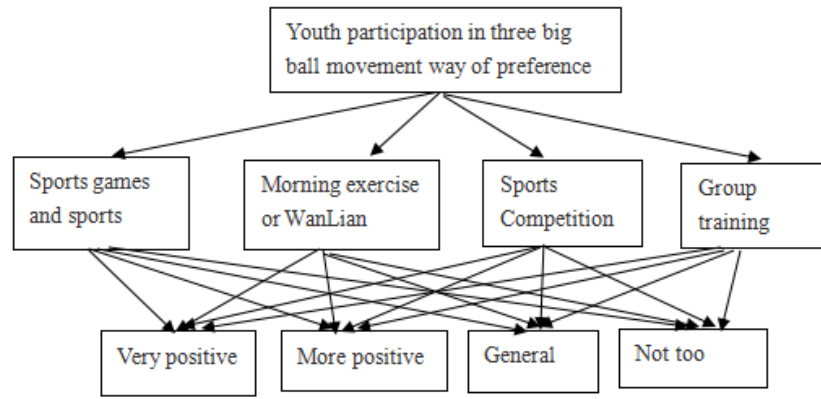 Youth participation in three big
ball movement way of preference
Sports games
and sports
Morning exercise
or WanLian
Sports
Competition
Group
training
Very positive
More positive
General
Not too